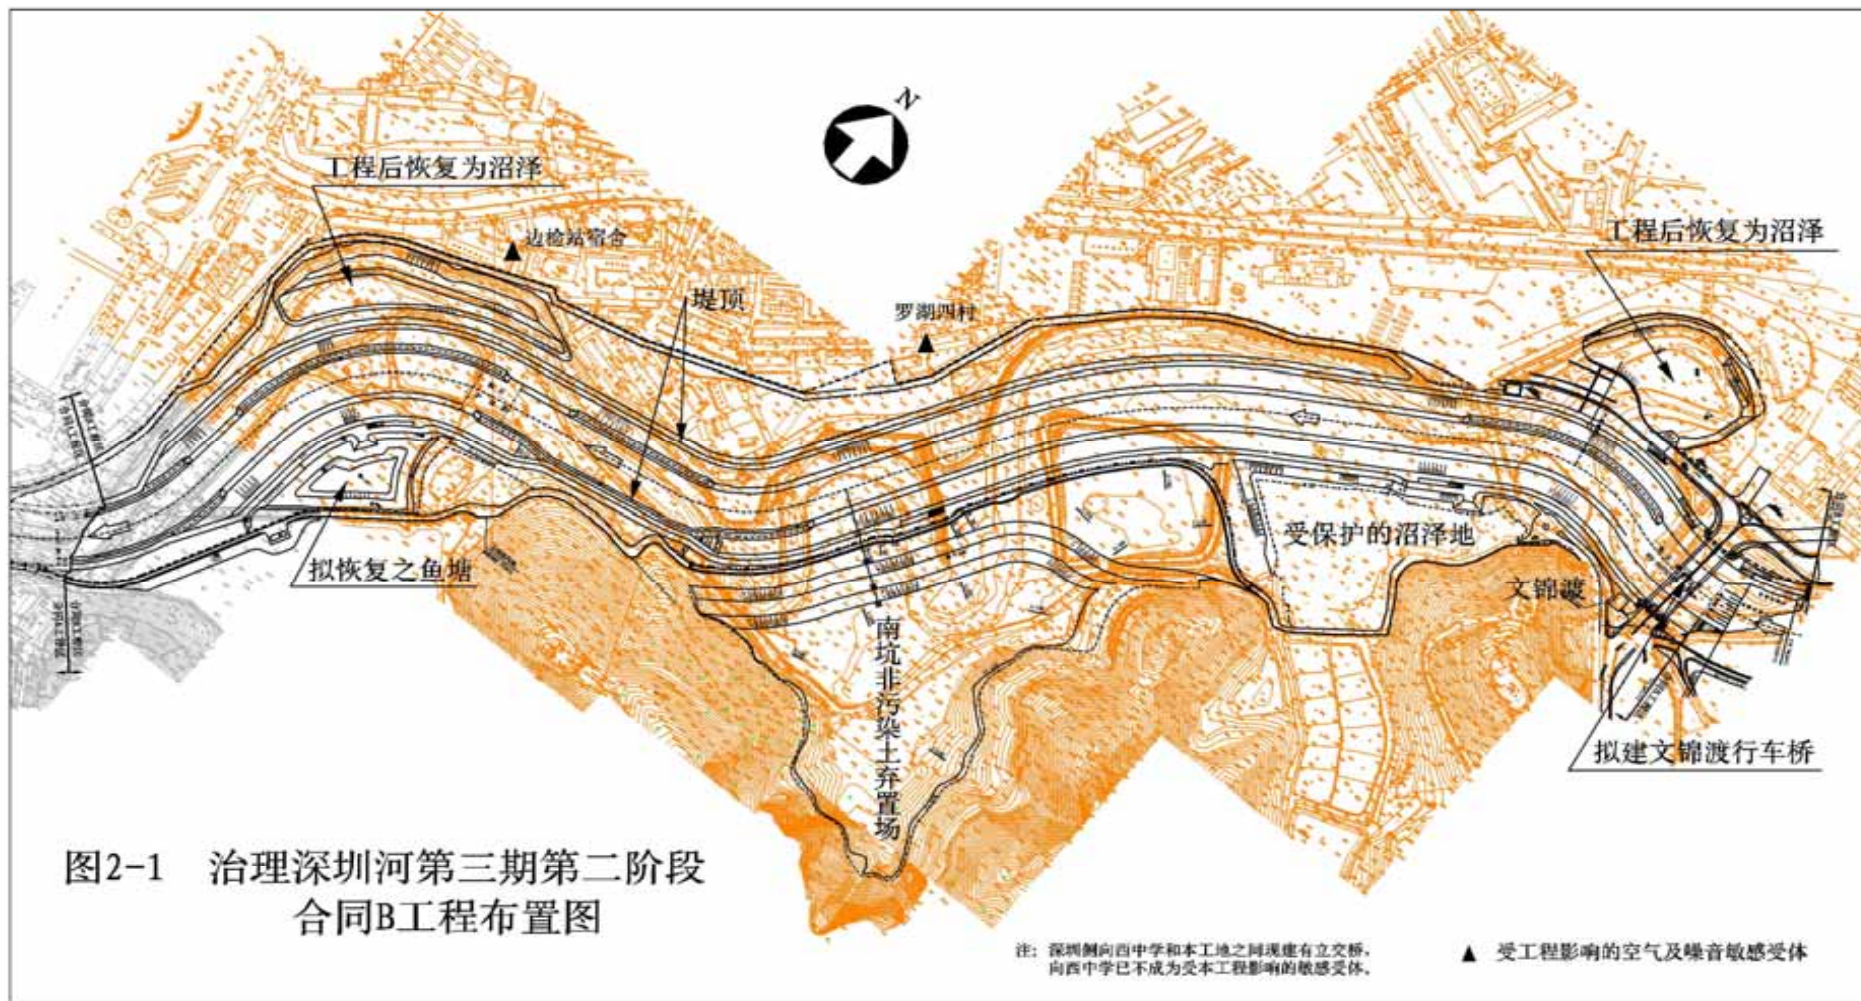 N
工程后恢复为沼泽
边检站宿舍
工程后恢复为沼泽
堤顶
罗湖四村
受保护的沼泽地
拟恢复之鱼塘
文锦渡
南坑非污染土弃置场
拟建文锦渡行车桥
图2-1 治理深圳河第三期第二阶段
合同B工程布置图
注: 深圳侧向西中学和本工地之间现建有立交桥,
向西中学已不成为受本工程影响的敏感受体。
▲ 受工程影响的空气及噪音敏感受体